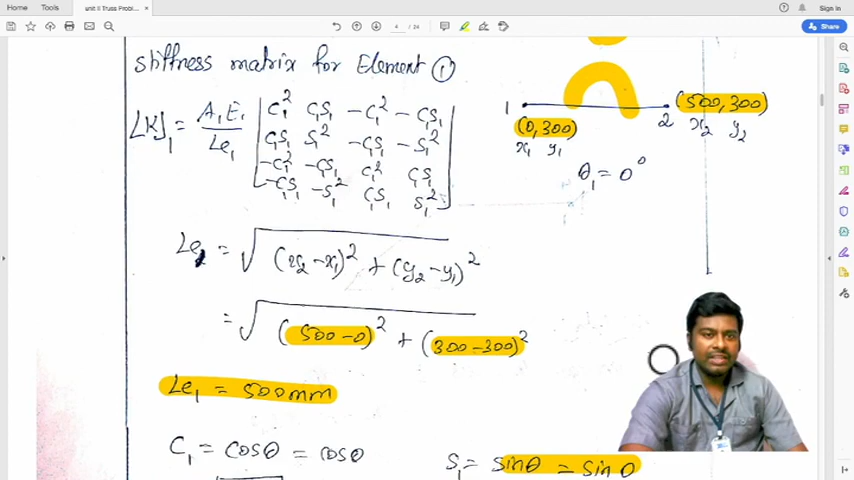 Home Tools unit II Truss Prob... × Sign In
4 / 24 Share
Stiffness matrix for Element ①
[K]₁ = A₁E₁ / Le₁
C₁² C₁S₁ -C₁² -C₁S₁
C₁S₁ S₁² -C₁S₁ -S₁²
-C₁² -C₁S₁ C₁² C₁S₁
-C₁S₁ -S₁² C₁S₁ S₁²
1 2 (500, 300)
(0, 300) x₂ y₂
x₁ y₁
θ₁ = 0°
= √(x₂ - x₁)² + (y₂ - y₁)²
= √(500 - 0)² + (300 - 300)²
Le₁ = 500mm
C₁ = cosθ = cos0
S₁ = sinθ = sin0